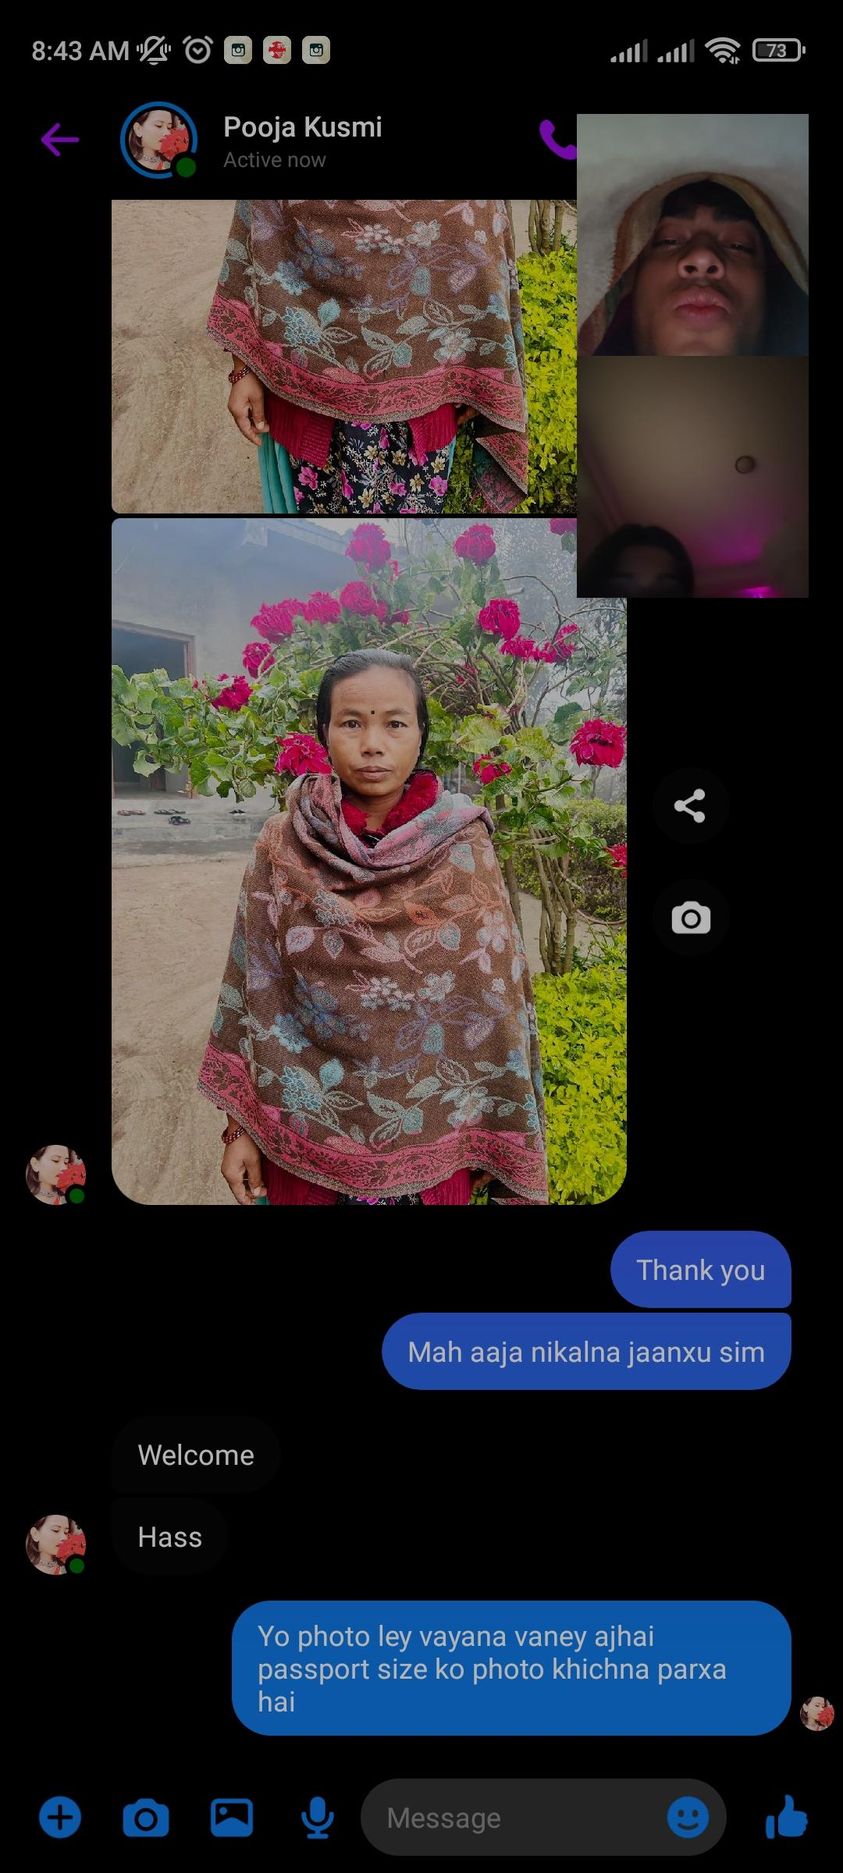 8:43 AM
73
Pooja Kusmi
Active now
Thank you
Mah aaja nikalna jaanxu sim
Welcome
Hass
Yo photo ley vayana vaney ajhai
passport size ko photo khichna parxa
hai
Message